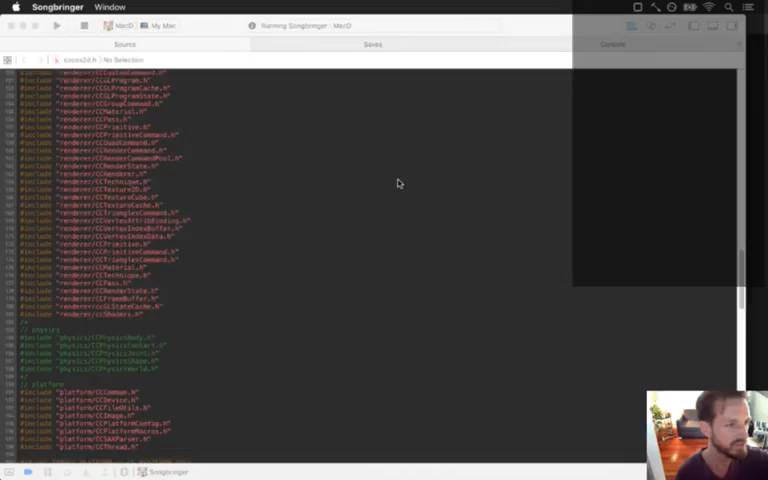 Songbringer Window
MacD My Mac Running Songbringer : MacD
Source Saves Console
cocos2d.h No Selection
#include "renderer/CCCustomCommand.h"
#include "renderer/CCGLProgram.h"
#include "renderer/CCGLProgramCache.h"
#include "renderer/CCGLProgramState.h"
#include "renderer/CCGroupCommand.h"
#include "renderer/CCMaterial.h"
#include "renderer/CCPass.h"
#include "renderer/CCPrimitive.h"
#include "renderer/CCPrimitiveCommand.h"
#include "renderer/CCQuadCommand.h"
#include "renderer/CCRenderCommand.h"
#include "renderer/CCRenderCommandPool.h"
#include "renderer/CCRenderState.h"
#include "renderer/CCRenderer.h"
#include "renderer/CCTechnique.h"
#include "renderer/CCTexture2D.h"
#include "renderer/CCTextureCube.h"
#include "renderer/CCTextureCache.h"
#include "renderer/CCTrianglesCommand.h"
#include "renderer/CCVertexAttribBinding.h"
#include "renderer/CCVertexIndexBuffer.h"
#include "renderer/CCVertexIndexData.h"
#include "renderer/CCPrimitive.h"
#include "renderer/CCPrimitiveCommand.h"
#include "renderer/CCTrianglesCommand.h"
#include "renderer/CCMaterial.h"
#include "renderer/CCTechnique.h"
#include "renderer/CCPass.h"
#include "renderer/CCRenderState.h"
#include "renderer/CCFrameBuffer.h"
#include "renderer/ccGLStateCache.h"
#include "renderer/ccShaders.h"
/*
// physics
#include "physics/CCPhysicsBody.h"
#include "physics/CCPhysicsContact.h"
#include "physics/CCPhysicsJoint.h"
#include "physics/CCPhysicsShape.h"
#include "physics/CCPhysicsWorld.h"
*/
// platform
#include "platform/CCCommon.h"
#include "platform/CCDevice.h"
#include "platform/CCFileUtils.h"
#include "platform/CCImage.h"
#include "platform/CCPlatformConfig.h"
#include "platform/CCPlatformMacros.h"
#include "platform/CCSAXParser.h"
#include "platform/CCThread.h"
Songbringer